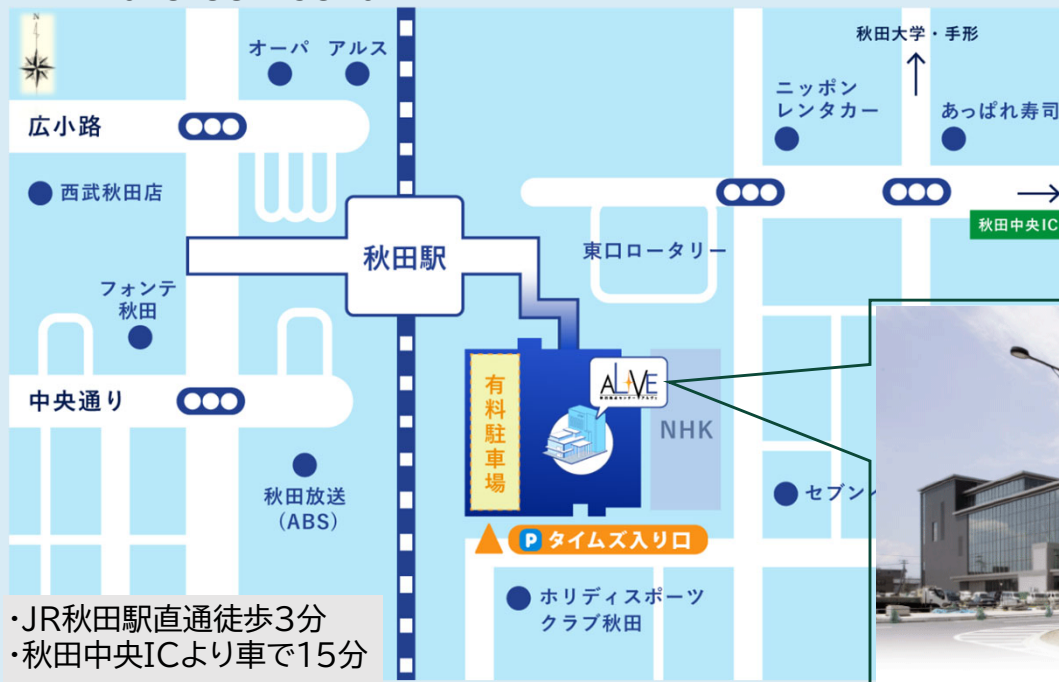 N
オーパ
アルス
秋田大学・手形
ニッポン
レンタカー
あっぱれ寿司
広小路
西武秋田店
秋田駅
東口ロータリー
秋田中央IC
フォンテ
秋田
有料駐車場
ALVE
NHK
中央通り
秋田放送
(ABS)
セブン
P タイムズ入り口
ホリデイスポーツ
クラブ秋田
・JR秋田駅直通徒歩3分
・秋田中央ICより車で15分